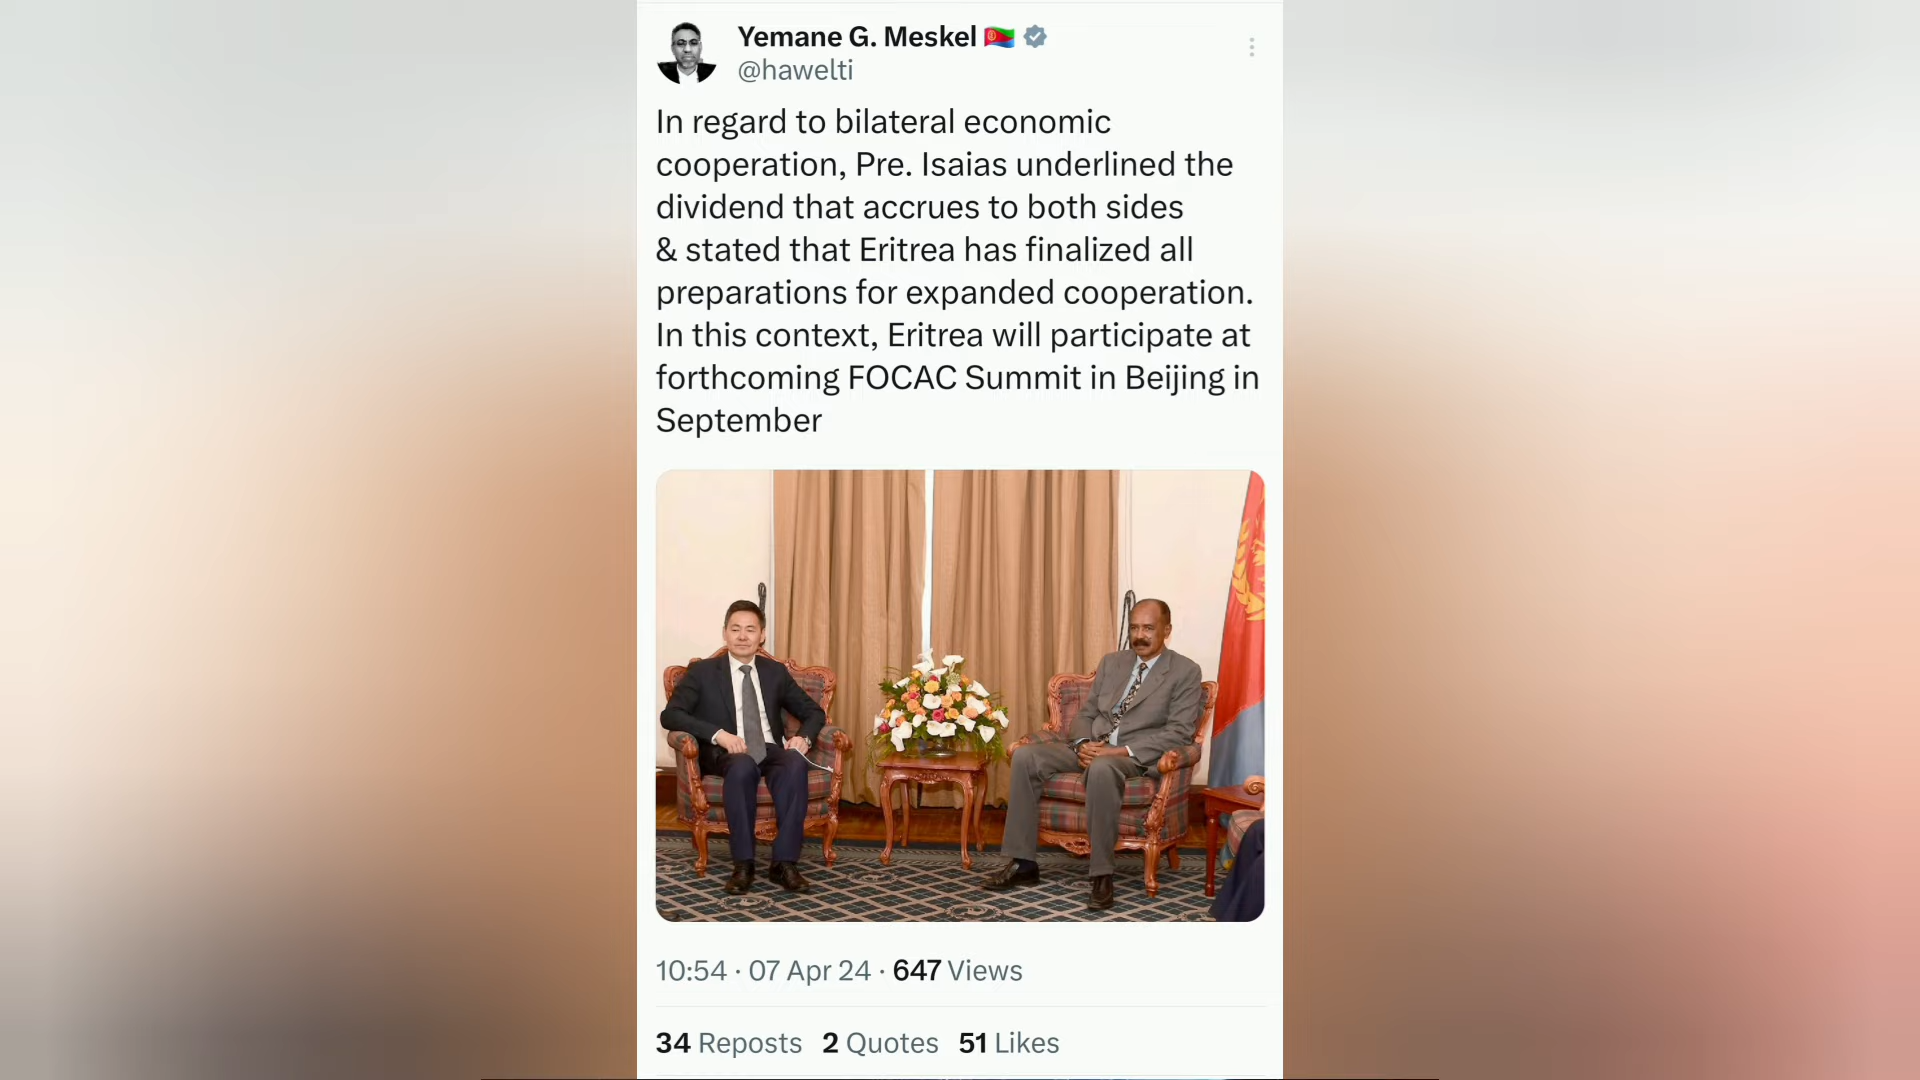 Yemane G. Meskel
@hawelti
In regard to bilateral economic
cooperation, Pre. Isaias underlined the
dividend that accrues to both sides
& stated that Eritrea has finalized all
preparations for expanded cooperation.
In this context, Eritrea will participate at
forthcoming FOCAC Summit in Beijing in
September
10:54 · 07 Apr 24 · 647 Views
34 Reposts 2 Quotes 51 Likes